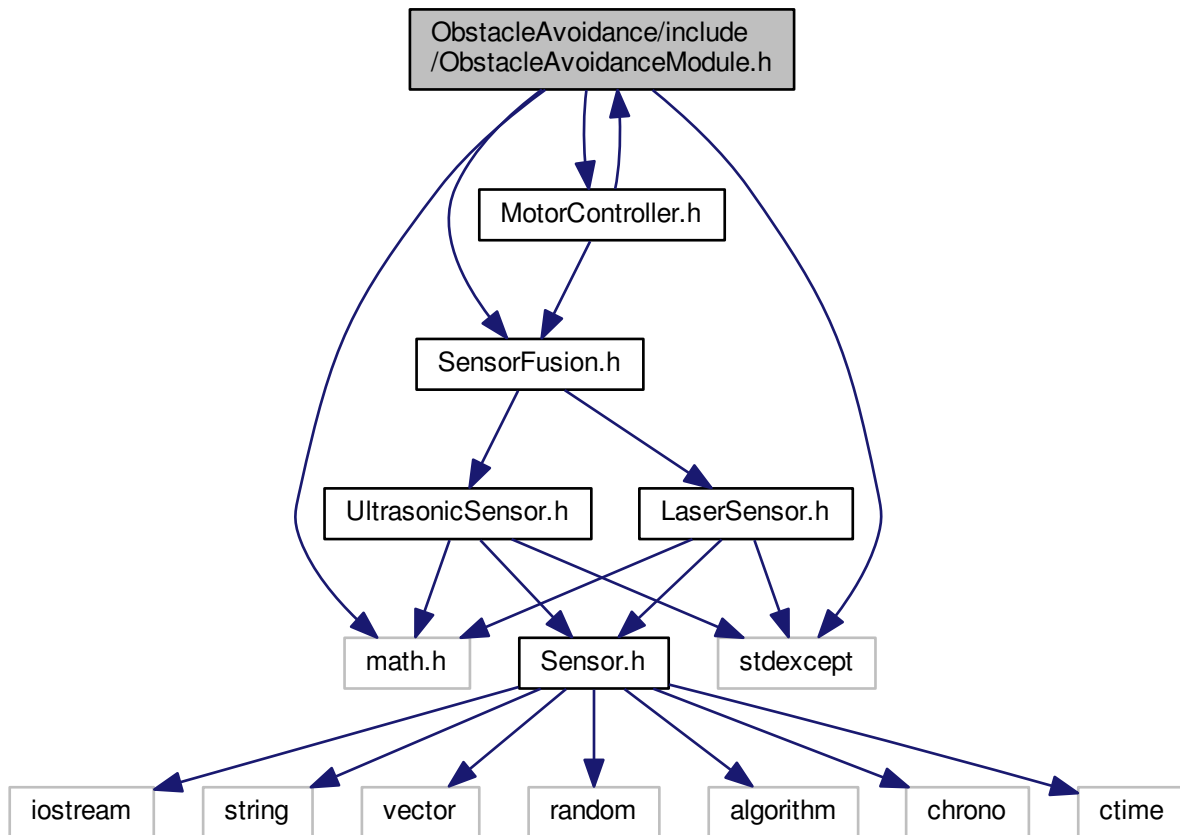 ObstacleAvoidance/include
/ObstacleAvoidanceModule.h
MotorController.h
SensorFusion.h
UltrasonicSensor.h
LaserSensor.h
math.h
Sensor.h
stdexcept
iostream
string
vector
random
algorithm
chrono
ctime